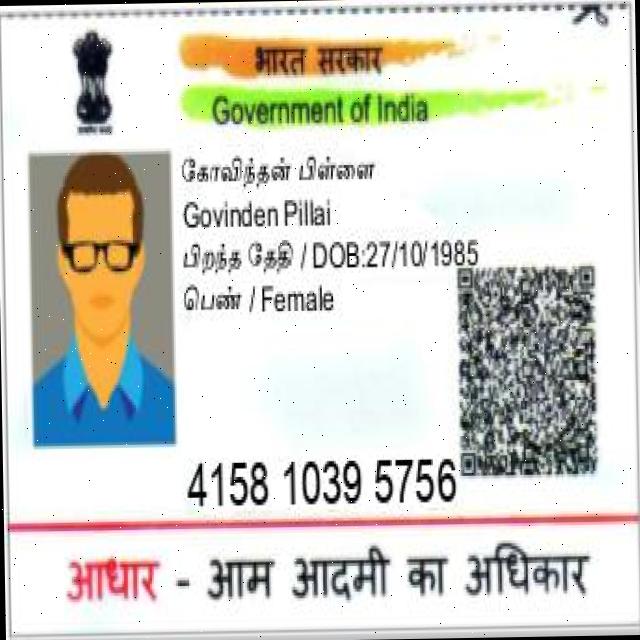 भारत सरकार
Government of India
கோவிந்தன் பிள்ளை
Govinden Pillai
பிறந்த தேதி / DOB:27/10/1985
பெண் / Female
4158 1039 5756
आधार - आम आदमी का अधिकार